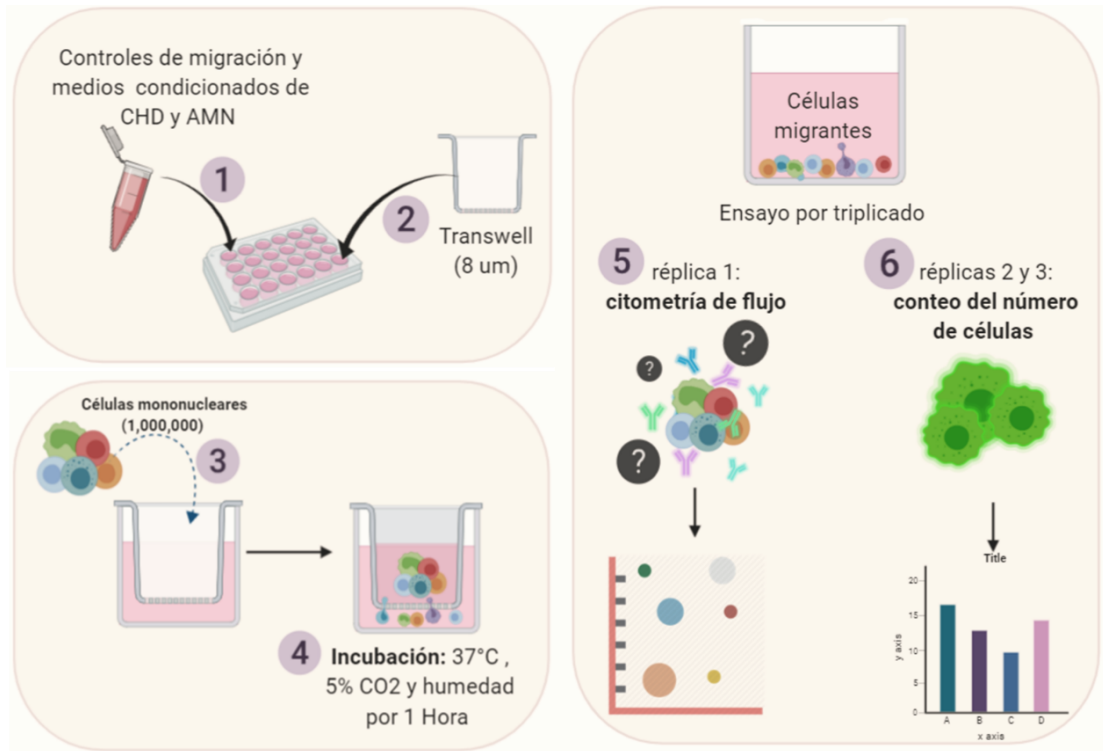 Controles de migración y
medios condicionados de
CHD y AMN
1
2
Transwell
(8 um)
Células mononucleares
(1,000,000)
3
4
Incubación: 37°C ,
5% CO2 y humedad
por 1 Hora
Células
migrantes
Ensayo por triplicado
5
réplica 1:
citometría de flujo
?
?
?
6
réplicas 2 y 3:
conteo del número
de células
Title
20
15
10
5
0
y axis
A B C D
x axis